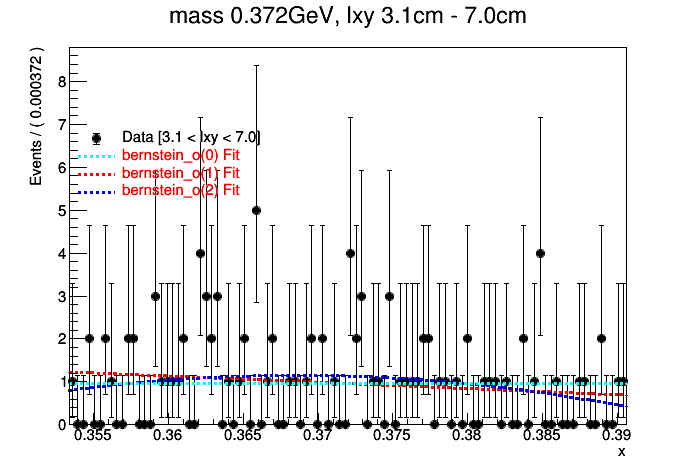 mass 0.372GeV, lxy 3.1cm - 7.0cm
Events / ( 0.000372 )
8
7
6
5
4
3
2
1
0
Data [3.1 < lxy < 7.0]
bernstein_o(0) Fit
bernstein_o(1) Fit
bernstein_o(2) Fit
0.355 0.36 0.365 0.37 0.375 0.38 0.385 0.39
x